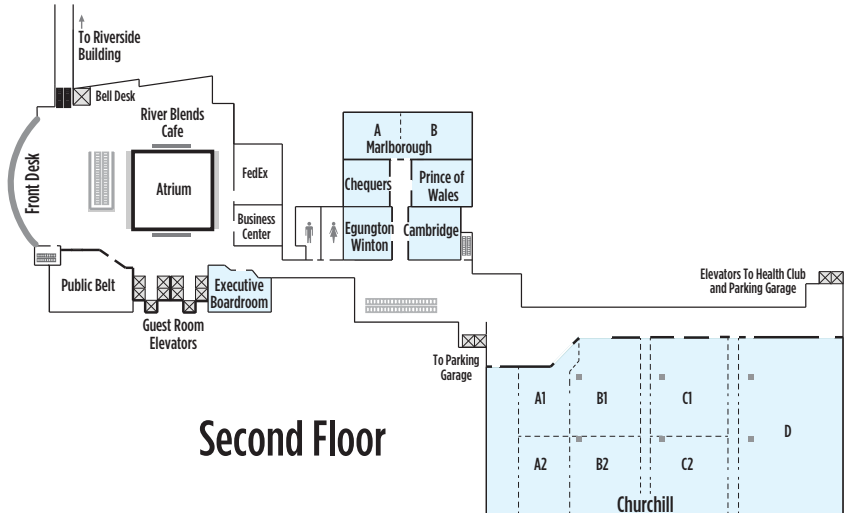 To Riverside
Building
Bell Desk
River Blends
Cafe
Front Desk
Atrium
FedEx
Business
Center
A
B
Marlborough
Chequers
Prince of
Wales
Egungton
Winton
Cambridge
Public Belt
Executive
Boardroom
Guest Room
Elevators
Elevators To Health Club
and Parking Garage
To Parking
Garage
A1
B1
C1
D
A2
B2
C2
Churchill
Second Floor